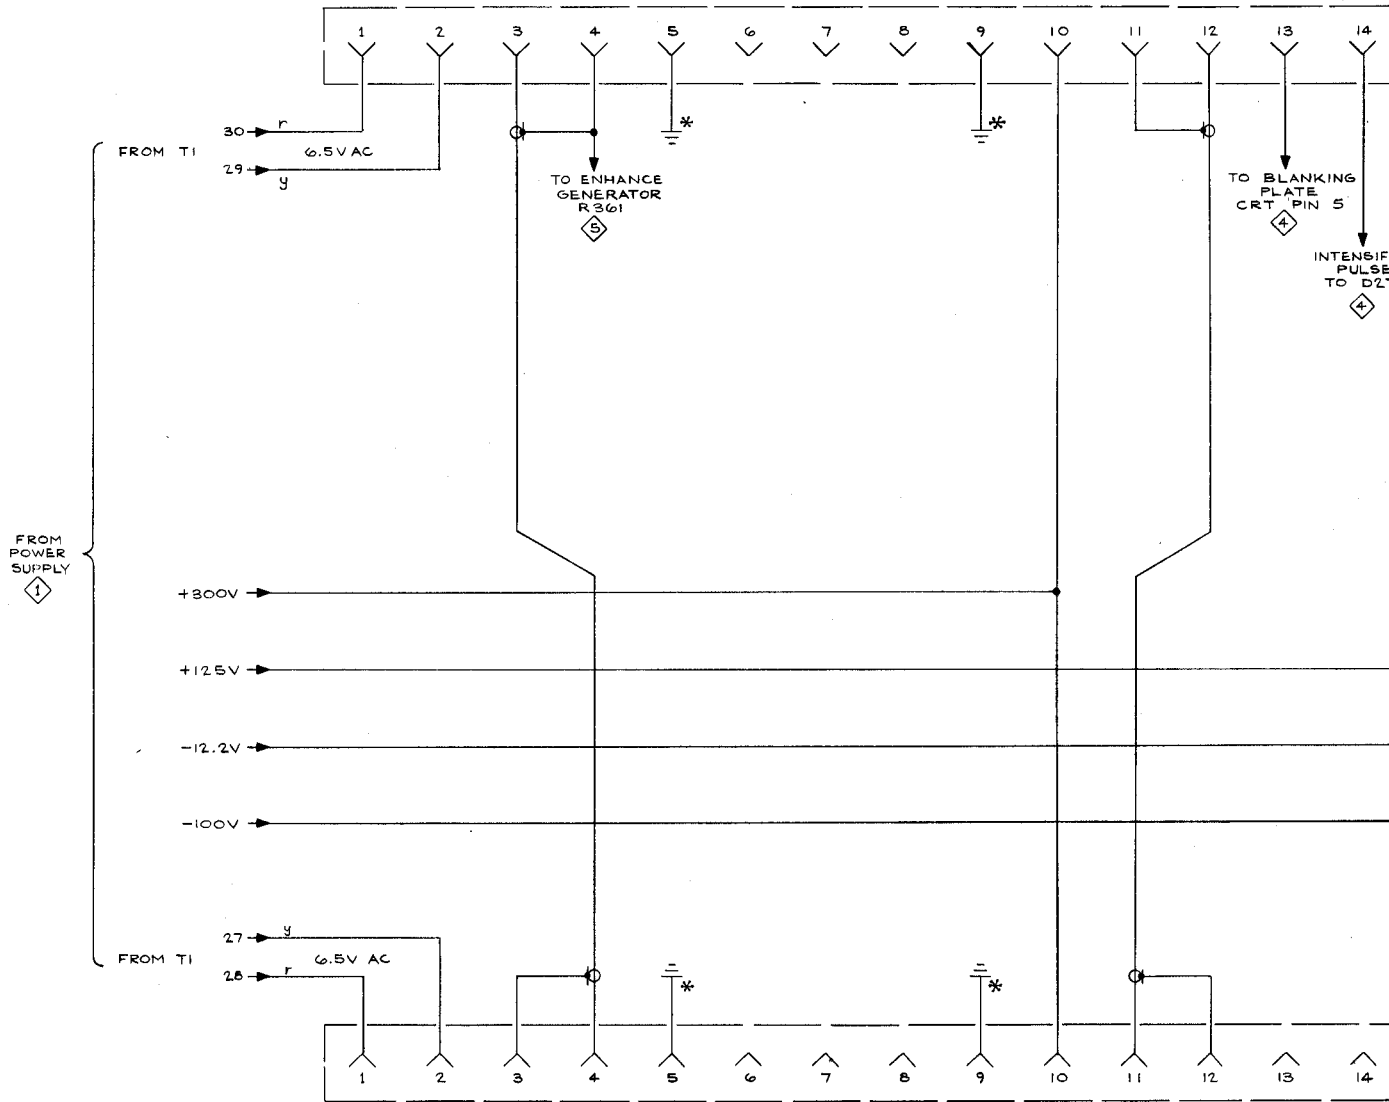 1 2 3 4 5 6 7 8 9 10 11 12 13 14
30 r
FROM T1
6.5V AC
29 y
*
*
TO ENHANCE
GENERATOR
R361
5
TO BLANKING
PLATE
CRT PIN 5
4
INTENSIF
PULSE
TO D2
4
FROM
POWER
SUPPLY
1
+300V
+125V
-12.2V
-100V
27 y
FROM T1
6.5V AC
28 r
*
*
1 2 3 4 5 6 7 8 9 10 11 12 13 14